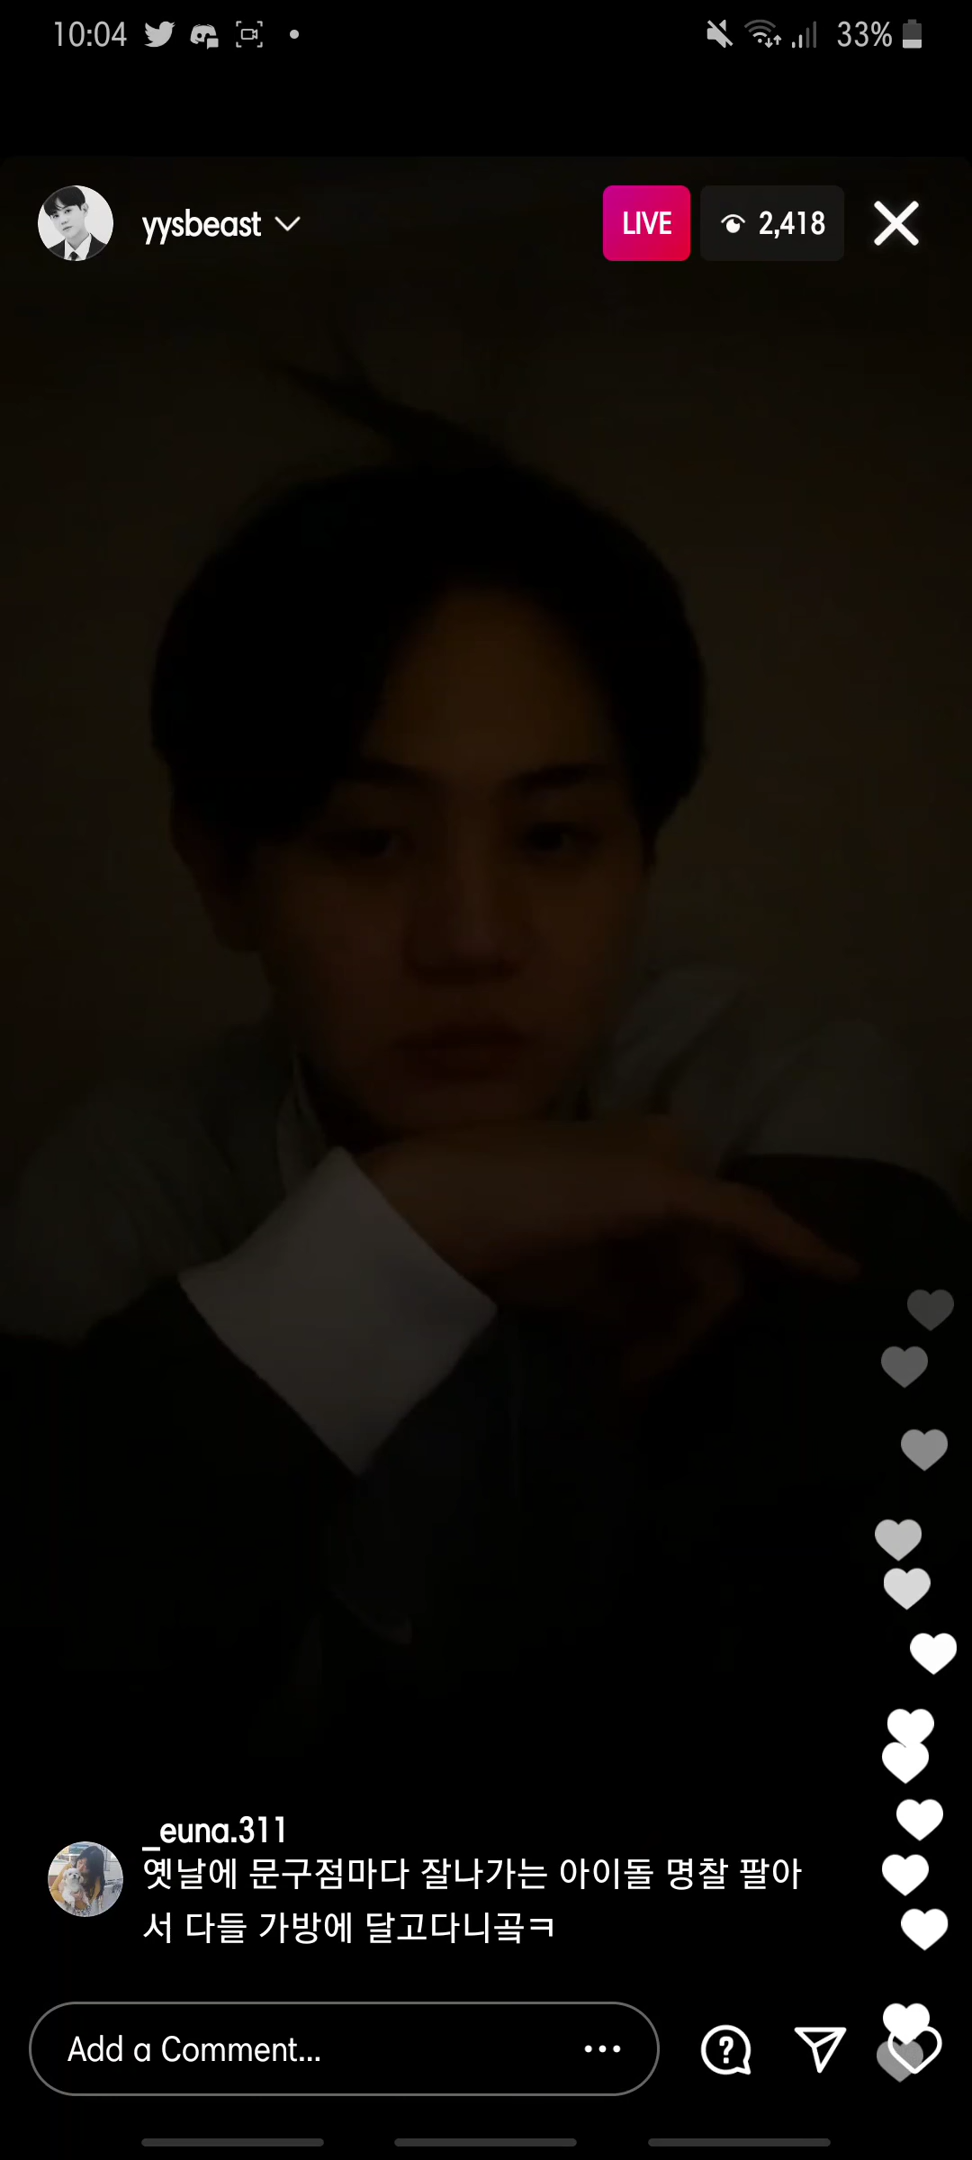 10:04
33%
yysbeast
LIVE
2,418
_euna.311
옛날에 문구점마다 잘나가는 아이돌 명찰 팔아
서 다들 가방에 달고다니곸ㅋ
Add a Comment...